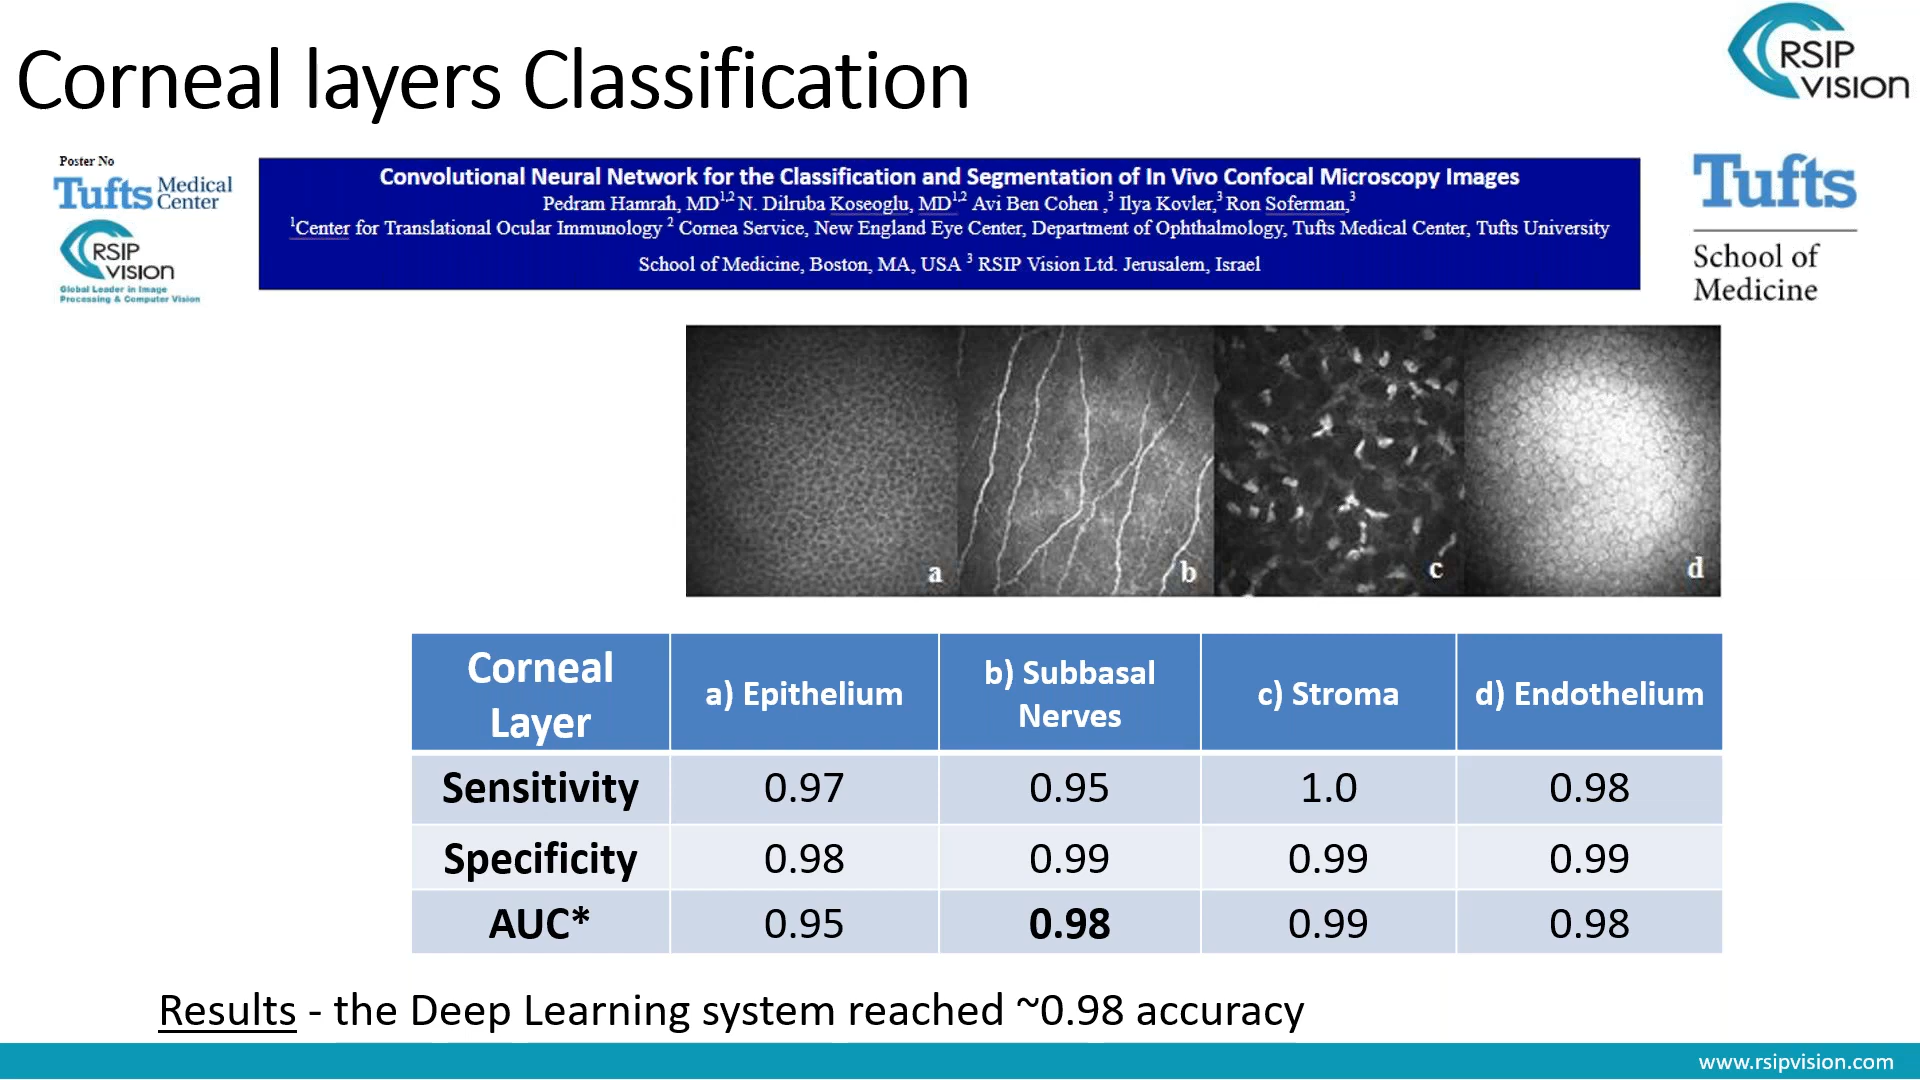 Corneal layers Classification
RSIP
VISION
Poster No
Tufts Medical Center
RSIP
VISION
Global Leader in Image
Processing & Computer Vision
Convolutional Neural Network for the Classification and Segmentation of In Vivo Confocal Microscopy Images
Pedram Hamrah, MD1,2 N. Dilruba Koseoglu, MD1,2 Avi Ben Cohen ,3 Ilya Kovler,3 Ron Soferman,3
1Center for Translational Ocular Immunology 2 Cornea Service, New England Eye Center, Department of Ophthalmology, Tufts Medical Center, Tufts University
School of Medicine, Boston, MA, USA 3 RSIP Vision Ltd. Jerusalem, Israel
Tufts
School of
Medicine
a b c d
Corneal Layer a) Epithelium b) Subbasal Nerves c) Stroma d) Endothelium
Sensitivity 0.97 0.95 1.0 0.98
Specificity 0.98 0.99 0.99 0.99
AUC* 0.95 0.98 0.99 0.98
Results - the Deep Learning system reached ~0.98 accuracy
www.rsipvision.com